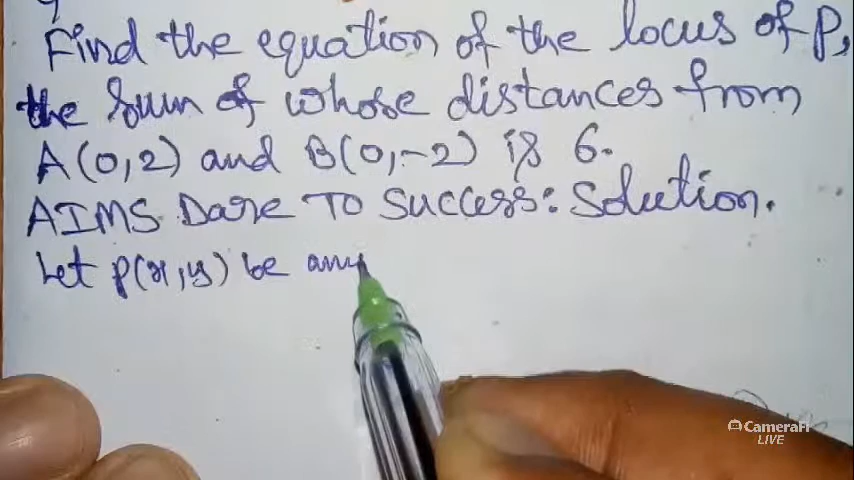 Find the equation of the locus of P,
the sum of whose distances from
A(0,2) and B(0,-2) is 6.
AIMS Dare To Success: Solution.
Let P(x,y) be any
CameraFi
LIVE